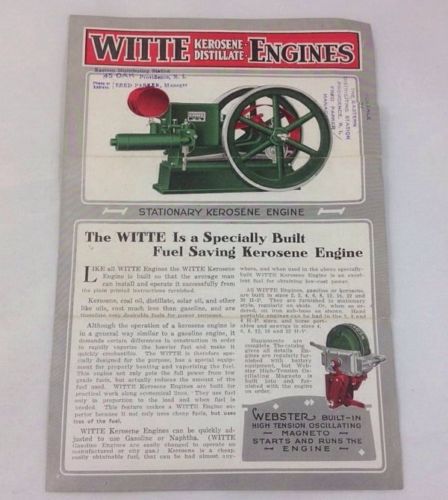 WITTE KEROSENE DISTILLATE ENGINES
Eastern Distributing Station
45 OAK Providence, R. I.
FRED PARKER, Manager
THE EASTERN
DISTRIBUTING STATION
PROVIDENCE, R. I.
FRED PARKER
MANAGER
STATIONARY KEROSENE ENGINE
The WITTE Is a Specially Built
Fuel Saving Kerosene Engine
LIKE all WITTE Engines the WITTE Kerosene
Engine is built so that the average man
can install and operate it successfully from
the plain printed instructions furnished.
Kerosene, coal oil, distillate, solar oil, and other
like oils, cost much less than gasoline, and are
nowadays very desirable fuels for power purposes.
Although the operation of a kerosene engine is
in a general way similar to a gasoline engine, it
demands certain differences in construction in order
to rapidly vaporize the heavier fuel and make it
quickly combustible. The WITTE is therefore spe-
cially designed for the purpose, has a special equip-
ment for properly heating and vaporizing the fuel.
This engine not only gets the full power from low
grade fuels, but actually reduces the amount of the
fuel used. WITTE Kerosene Engines are built for
practical work along economical lines. They use fuel
only in proportion to the load and when fuel is
needed. This feature makes a WITTE Engine su-
perior because it not only uses cheap fuels, but uses
less of the fuel.
WITTE Kerosene Engines can be quickly ad-
justed to use Gasoline or Naphtha. (WITTE
Gasoline Engines are easily changed to operate on
manufactured or city gas.) Kerosene is a cheap,
easily obtainable fuel, that can be had almost any-
where, and when used in the above specially-
built WITTE Kerosene Engine is an excel-
lent fuel for obtaining low-cost power.
All WITTE Engines, gasoline or kerosene,
are built in sizes 2, 3, 4, 6, 8, 12, 16, 22 and
30 H-P. They are furnished in stationary
style, regularly on skids. Or, when so or-
dered, on iron sub-base as shown. Hand
portable engines can be had in the 2, 3 and
4 H-P. sizes, and horse port-
ables and sawrigs in sizes 4,
6, 8, 12, 16 and 22 H-P.
Equipments are
complete. The catalog
gives all details. En-
gines are regularly fur-
nished with battery
equipment, but Web-
ster High-Tension Os-
cillating Magneto is
built into and fur-
nished with the engine
on order.
WEBSTER BUILT-IN
HIGH TENSION OSCILLATING
MAGNETO
STARTS AND RUNS THE
ENGINE